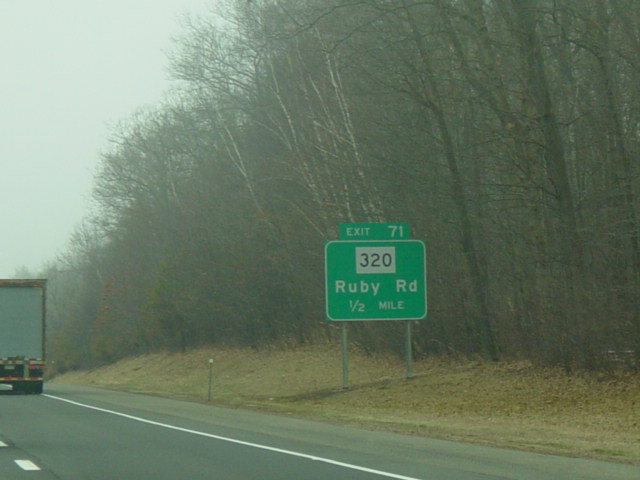 EXIT 71
320
Ruby Rd
1/2 MILE